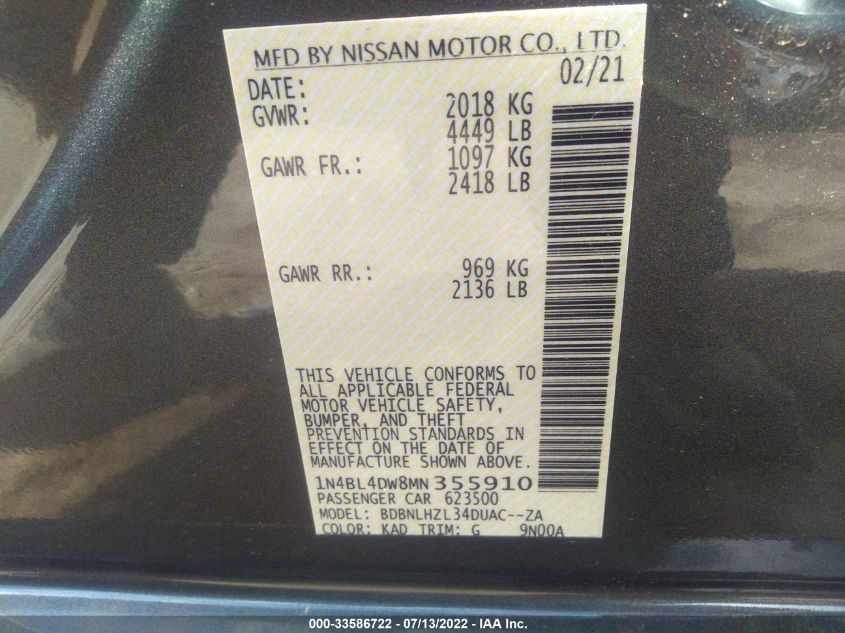 MFD BY NISSAN MOTOR CO., LTD.
DATE: 02/21
GVWR: 2018 KG
4449 LB
GAWR FR.: 1097 KG
2418 LB
GAWR RR.: 969 KG
2136 LB
THIS VEHICLE CONFORMS TO
ALL APPLICABLE FEDERAL
MOTOR VEHICLE SAFETY,
BUMPER, AND THEFT
PREVENTION STANDARDS IN
EFFECT ON THE DATE OF
MANUFACTURE SHOWN ABOVE.
1N4BL4DW8MN355910
PASSENGER CAR 623500
MODEL: BDBNLHZL34DUAC--ZA
COLOR: KAD TRIM: G 9N00A
000-33586722 - 07/13/2022 - IAA Inc.